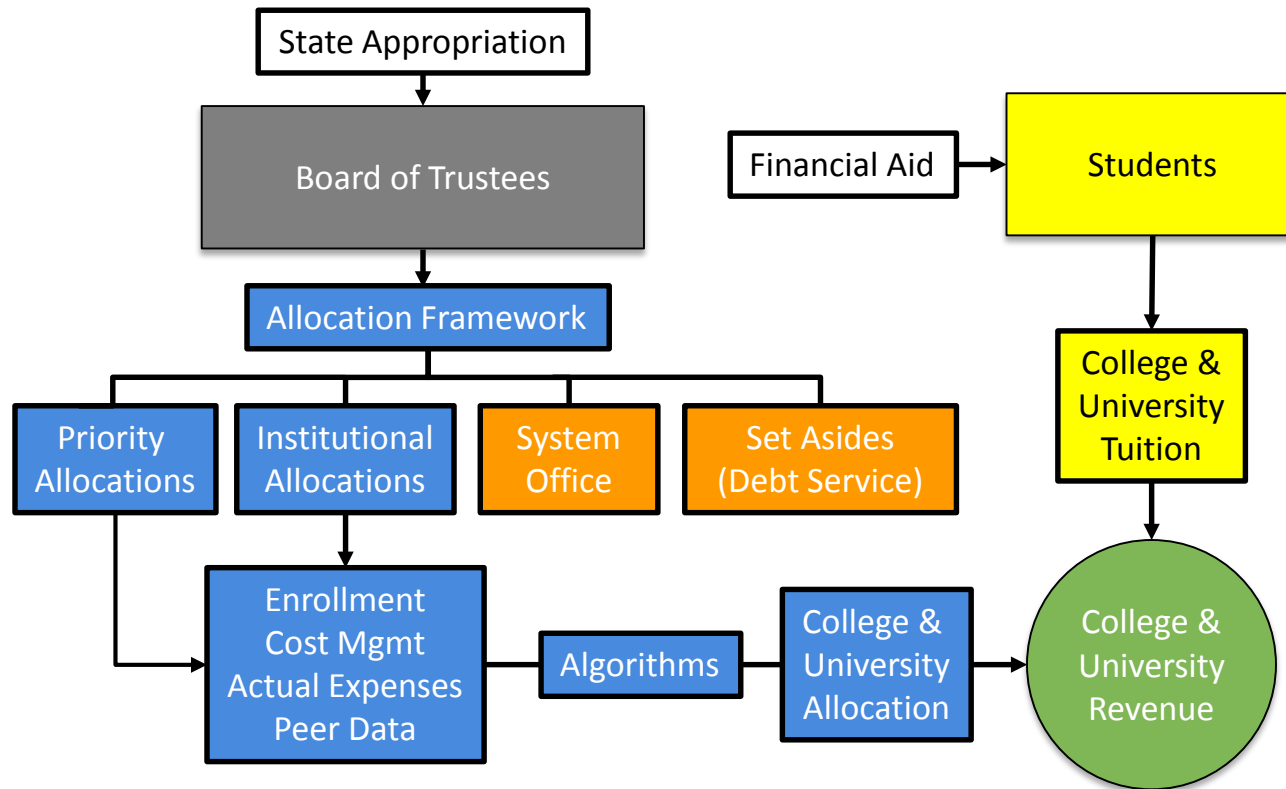 State Appropriation
Board of Trustees
Financial Aid
Students
Allocation Framework
College &
University
Tuition
Priority
Allocations
Institutional
Allocations
System
Office
Set Asides
(Debt Service)
Enrollment
Cost Mgmt
Actual Expenses
Peer Data
Algorithms
College &
University
Allocation
College &
University
Revenue